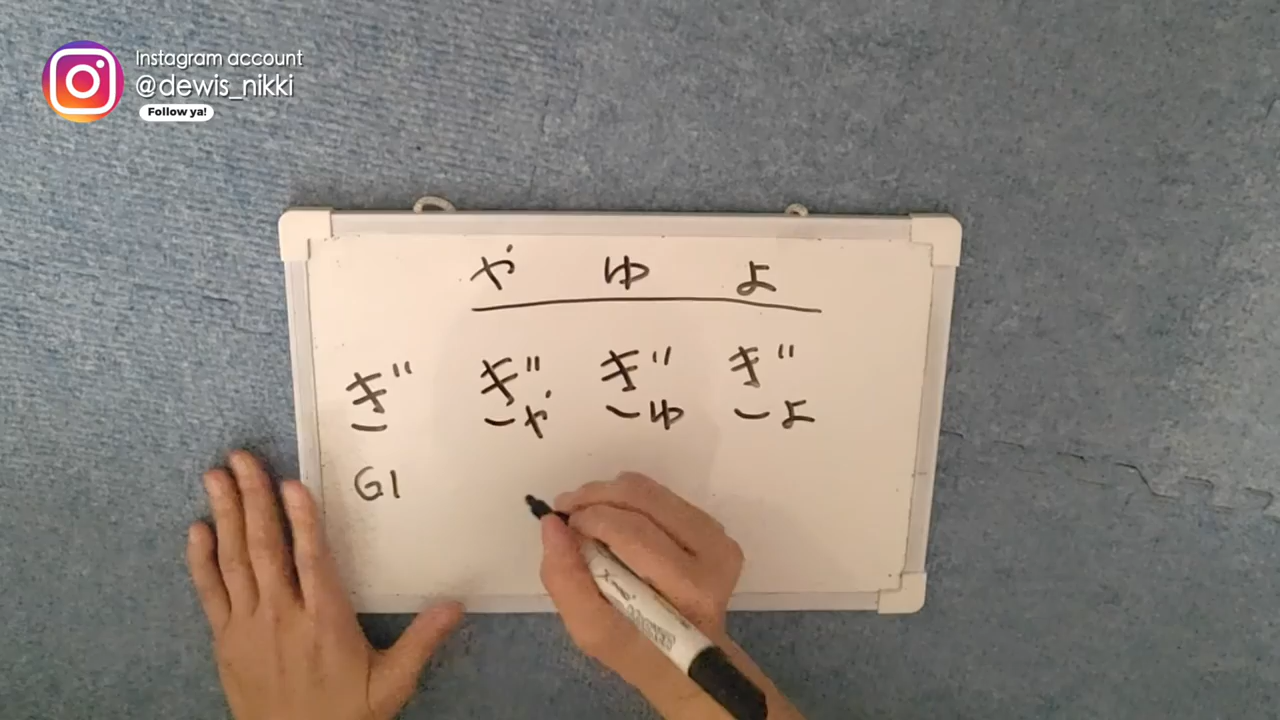 Instagram account
@dewis_nikki
Follow ya!
や ゆ よ
ぎ ぎゃ ぎゅ ぎょ
GI